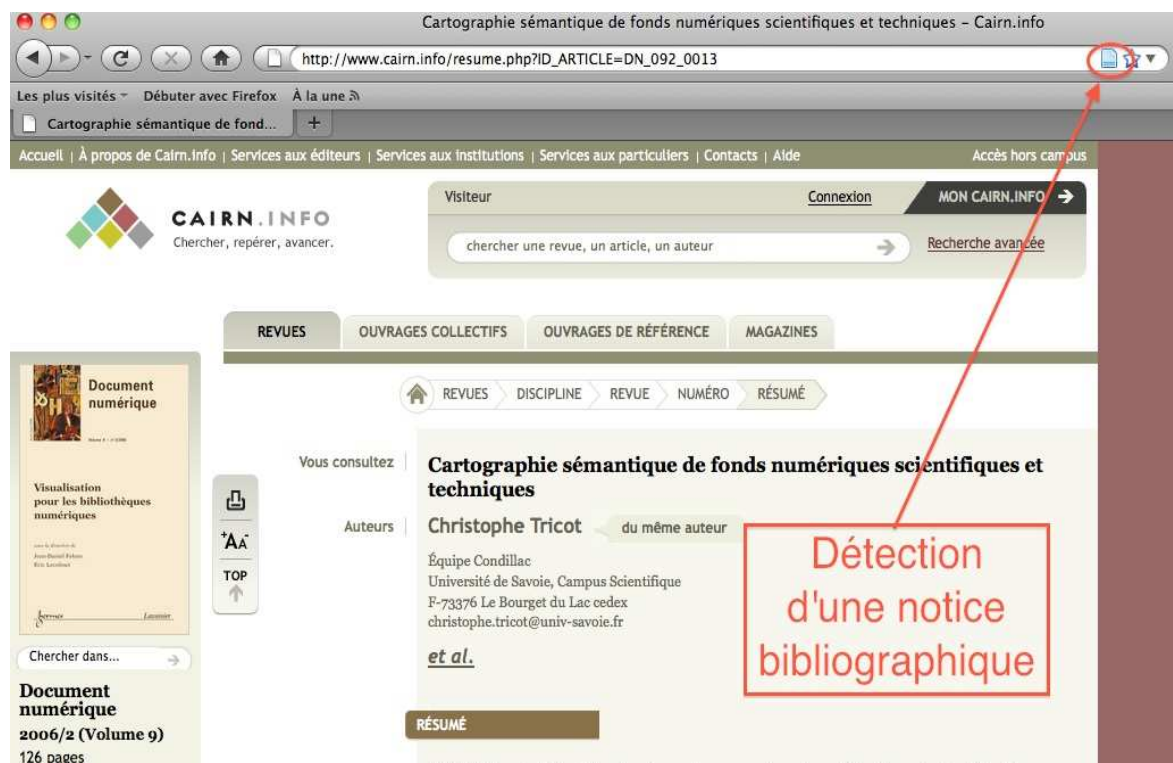 Cartographie sémantique de fonds numériques scientifiques et techniques – Cairn.info
http://www.cairn.info/resume.php?ID_ARTICLE=DN_092_0013
Les plus visités Débuter avec Firefox À la une
Cartographie sémantique de fond... +
Accueil | À propos de Cairn.info | Services aux éditeurs | Services aux institutions | Services aux particuliers | Contacts | Aide Accès hors campus
Visiteur Connexion MON CAIRN.INFO
CAIRN.INFO
Chercher, repérer, avancer.
chercher une revue, un article, un auteur Recherche avancée
REVUES OUVRAGES COLLECTIFS OUVRAGES DE RÉFÉRENCE MAGAZINES
REVUES DISCIPLINE REVUE NUMÉRO RÉSUMÉ
Document
numérique
Visualisation
pour les bibliothèques
numériques
hermes Lavoisier
Chercher dans...
Document
numérique
2006/2 (Volume 9)
126 pages
+AA-
TOP
Vous consultez
Cartographie sémantique de fonds numériques scientifiques et
techniques
Auteurs
Christophe Tricot du même auteur
Équipe Condillac
Université de Savoie, Campus Scientifique
F-73376 Le Bourget du Lac cedex
christophe.tricot@univ-savoie.fr
et al.
RÉSUMÉ
Détection
d'une notice
bibliographique